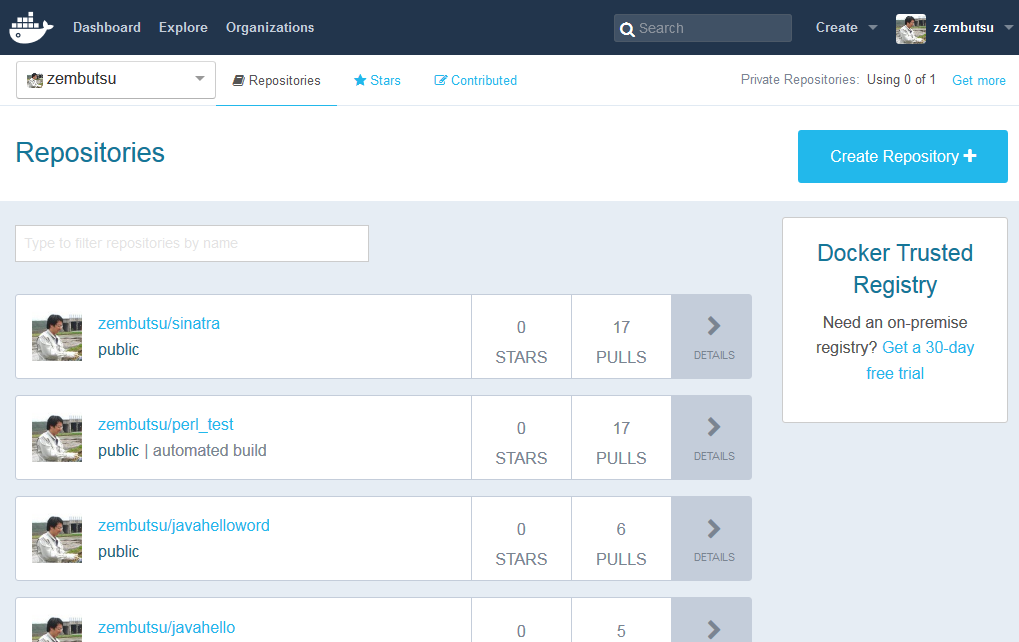 Dashboard Explore Organizations Search Create zembutsu
zembutsu Repositories Stars Contributed Private Repositories: Using 0 of 1 Get more
Repositories
Create Repository
Type to filter repositories by name
Docker Trusted
Registry
Need an on-premise
registry? Get a 30-day
free trial
zembutsu/sinatra
public
0
STARS
17
PULLS
DETAILS
zembutsu/perl_test
public | automated build
0
STARS
17
PULLS
DETAILS
zembutsu/javahelloword
public
0
STARS
6
PULLS
DETAILS
zembutsu/javahello
0
5